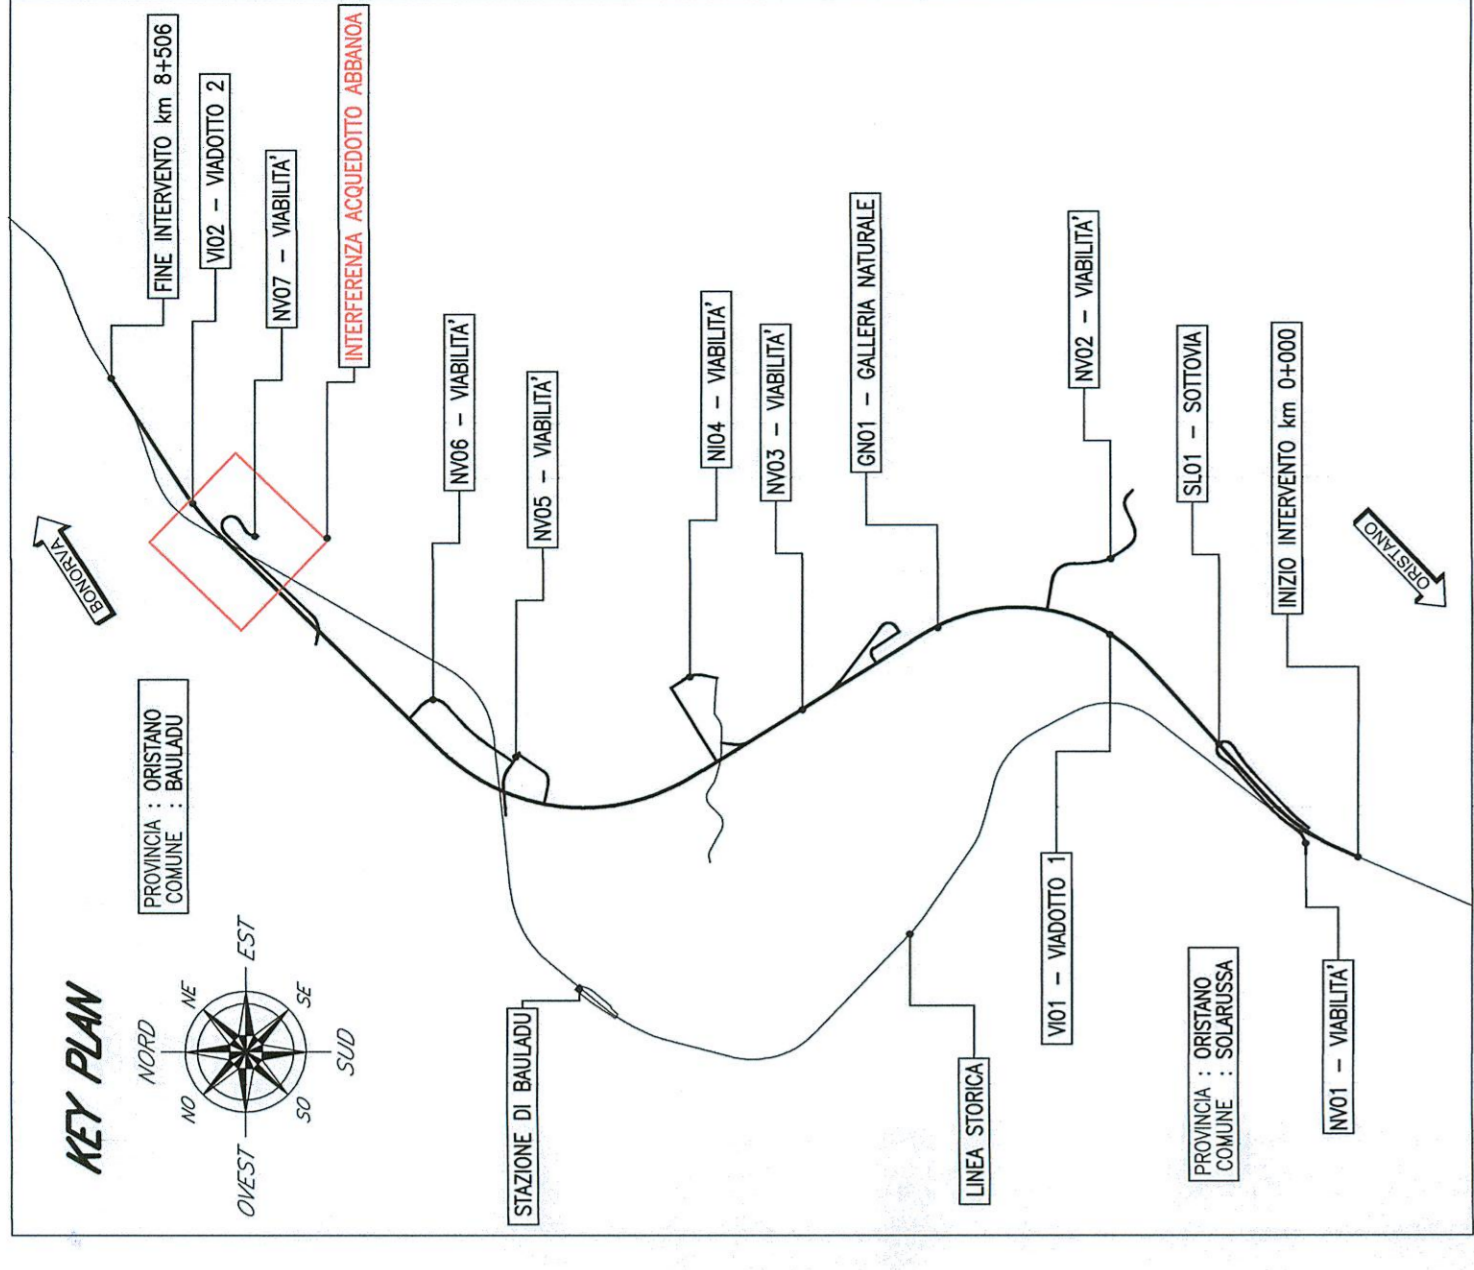 KEY PLAN
NORD
NO
NE
OVEST
EST
SO
SE
SUD
PROVINCIA : ORISTANO
COMUNE : BAULADU
BONORVA
FINE INTERVENTO km 8+506
VI02 - VIADOTTO 2
NV07 - VIABILITA'
INTERFERENZA ACQUEDOTTO ABBANOA
NV06 - VIABILITA'
NV05 - VIABILITA'
STAZIONE DI BAULADU
NI04 - VIABILITA'
NV03 - VIABILITA'
GN01 - GALLERIA NATURALE
LINEA STORICA
VI01 - VIADOTTO 1
NV02 - VIABILITA'
SL01 - SOTTOVIA
INIZIO INTERVENTO km 0+000
ORISTANO
PROVINCIA : ORISTANO
COMUNE : SOLARUSSA
NV01 - VIABILITA'